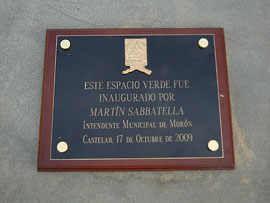 ESTE ESPACIO VERDE FUE
INAUGURADO POR
MARTÍN SABBATELLA
INTENDENTE MUNICIPAL DE MORÓN
CASTELAR, 17 DE OCTUBRE DE 2009